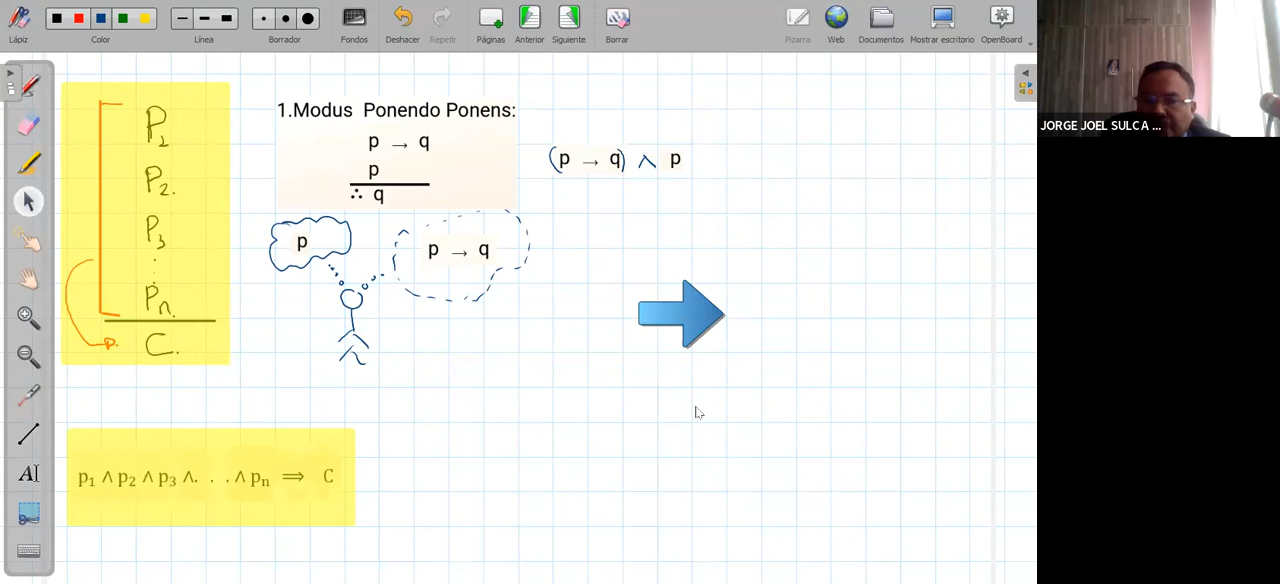 Lápiz
Color
Línea
Borrador
Fondos
Deshacer
Repetir
Páginas
Anterior
Siguiente
Borrar
Pizarra
Web
Documentos
Mostrar escritorio
OpenBoard
JORGE JOEL SULCA ...
P₁
P₂.
P₃
⋮
Pₙ.
p. C.
1.Modus Ponendo Ponens:
p → q
p
∴ q
(p → q) ∧ p
p
p → q
p₁ ∧ p₂ ∧ p₃ ∧. . . ∧ pₙ ⟹ C
AI